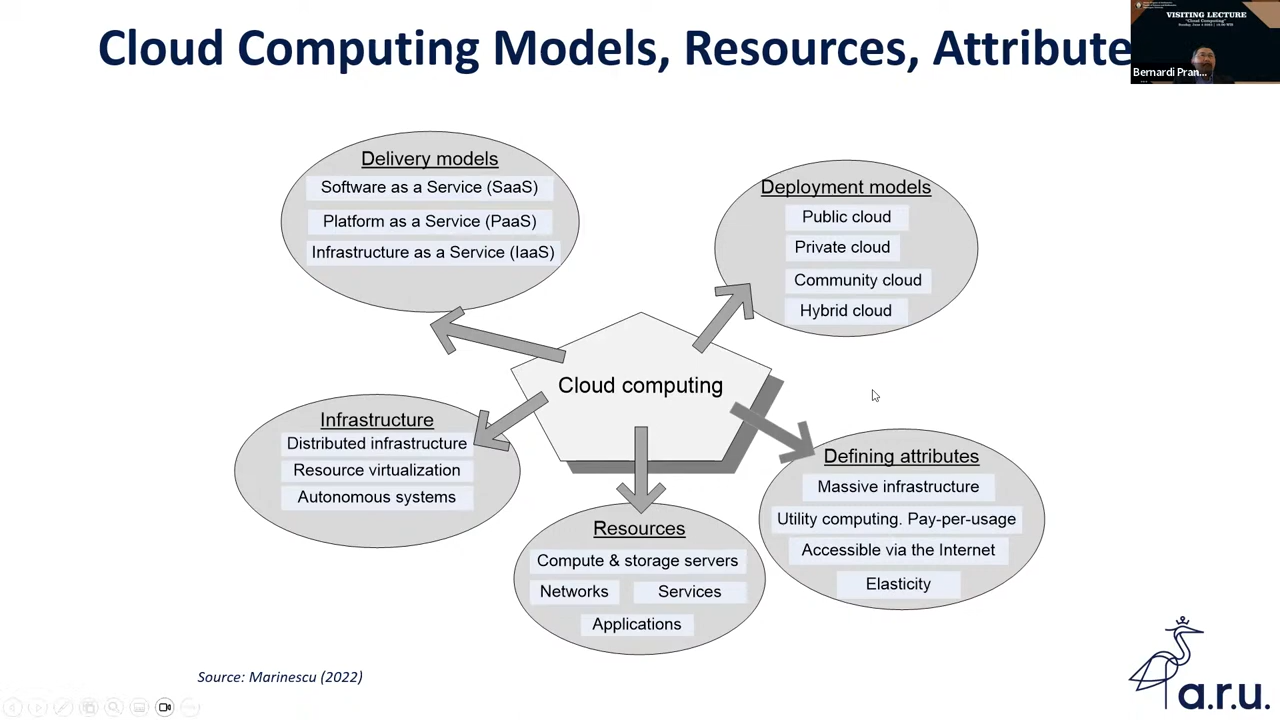 Cloud Computing Models, Resources, Attribute
VISITING LECTURE
"Cloud Computing"
Bernardi Pran...
Delivery models
Software as a Service (SaaS)
Platform as a Service (PaaS)
Infrastructure as a Service (IaaS)
Deployment models
Public cloud
Private cloud
Community cloud
Hybrid cloud
Cloud computing
Infrastructure
Distributed infrastructure
Resource virtualization
Autonomous systems
Defining attributes
Massive infrastructure
Utility computing. Pay-per-usage
Accessible via the Internet
Elasticity
Resources
Compute & storage servers
Networks
Services
Applications
Source: Marinescu (2022)
a.r.u.